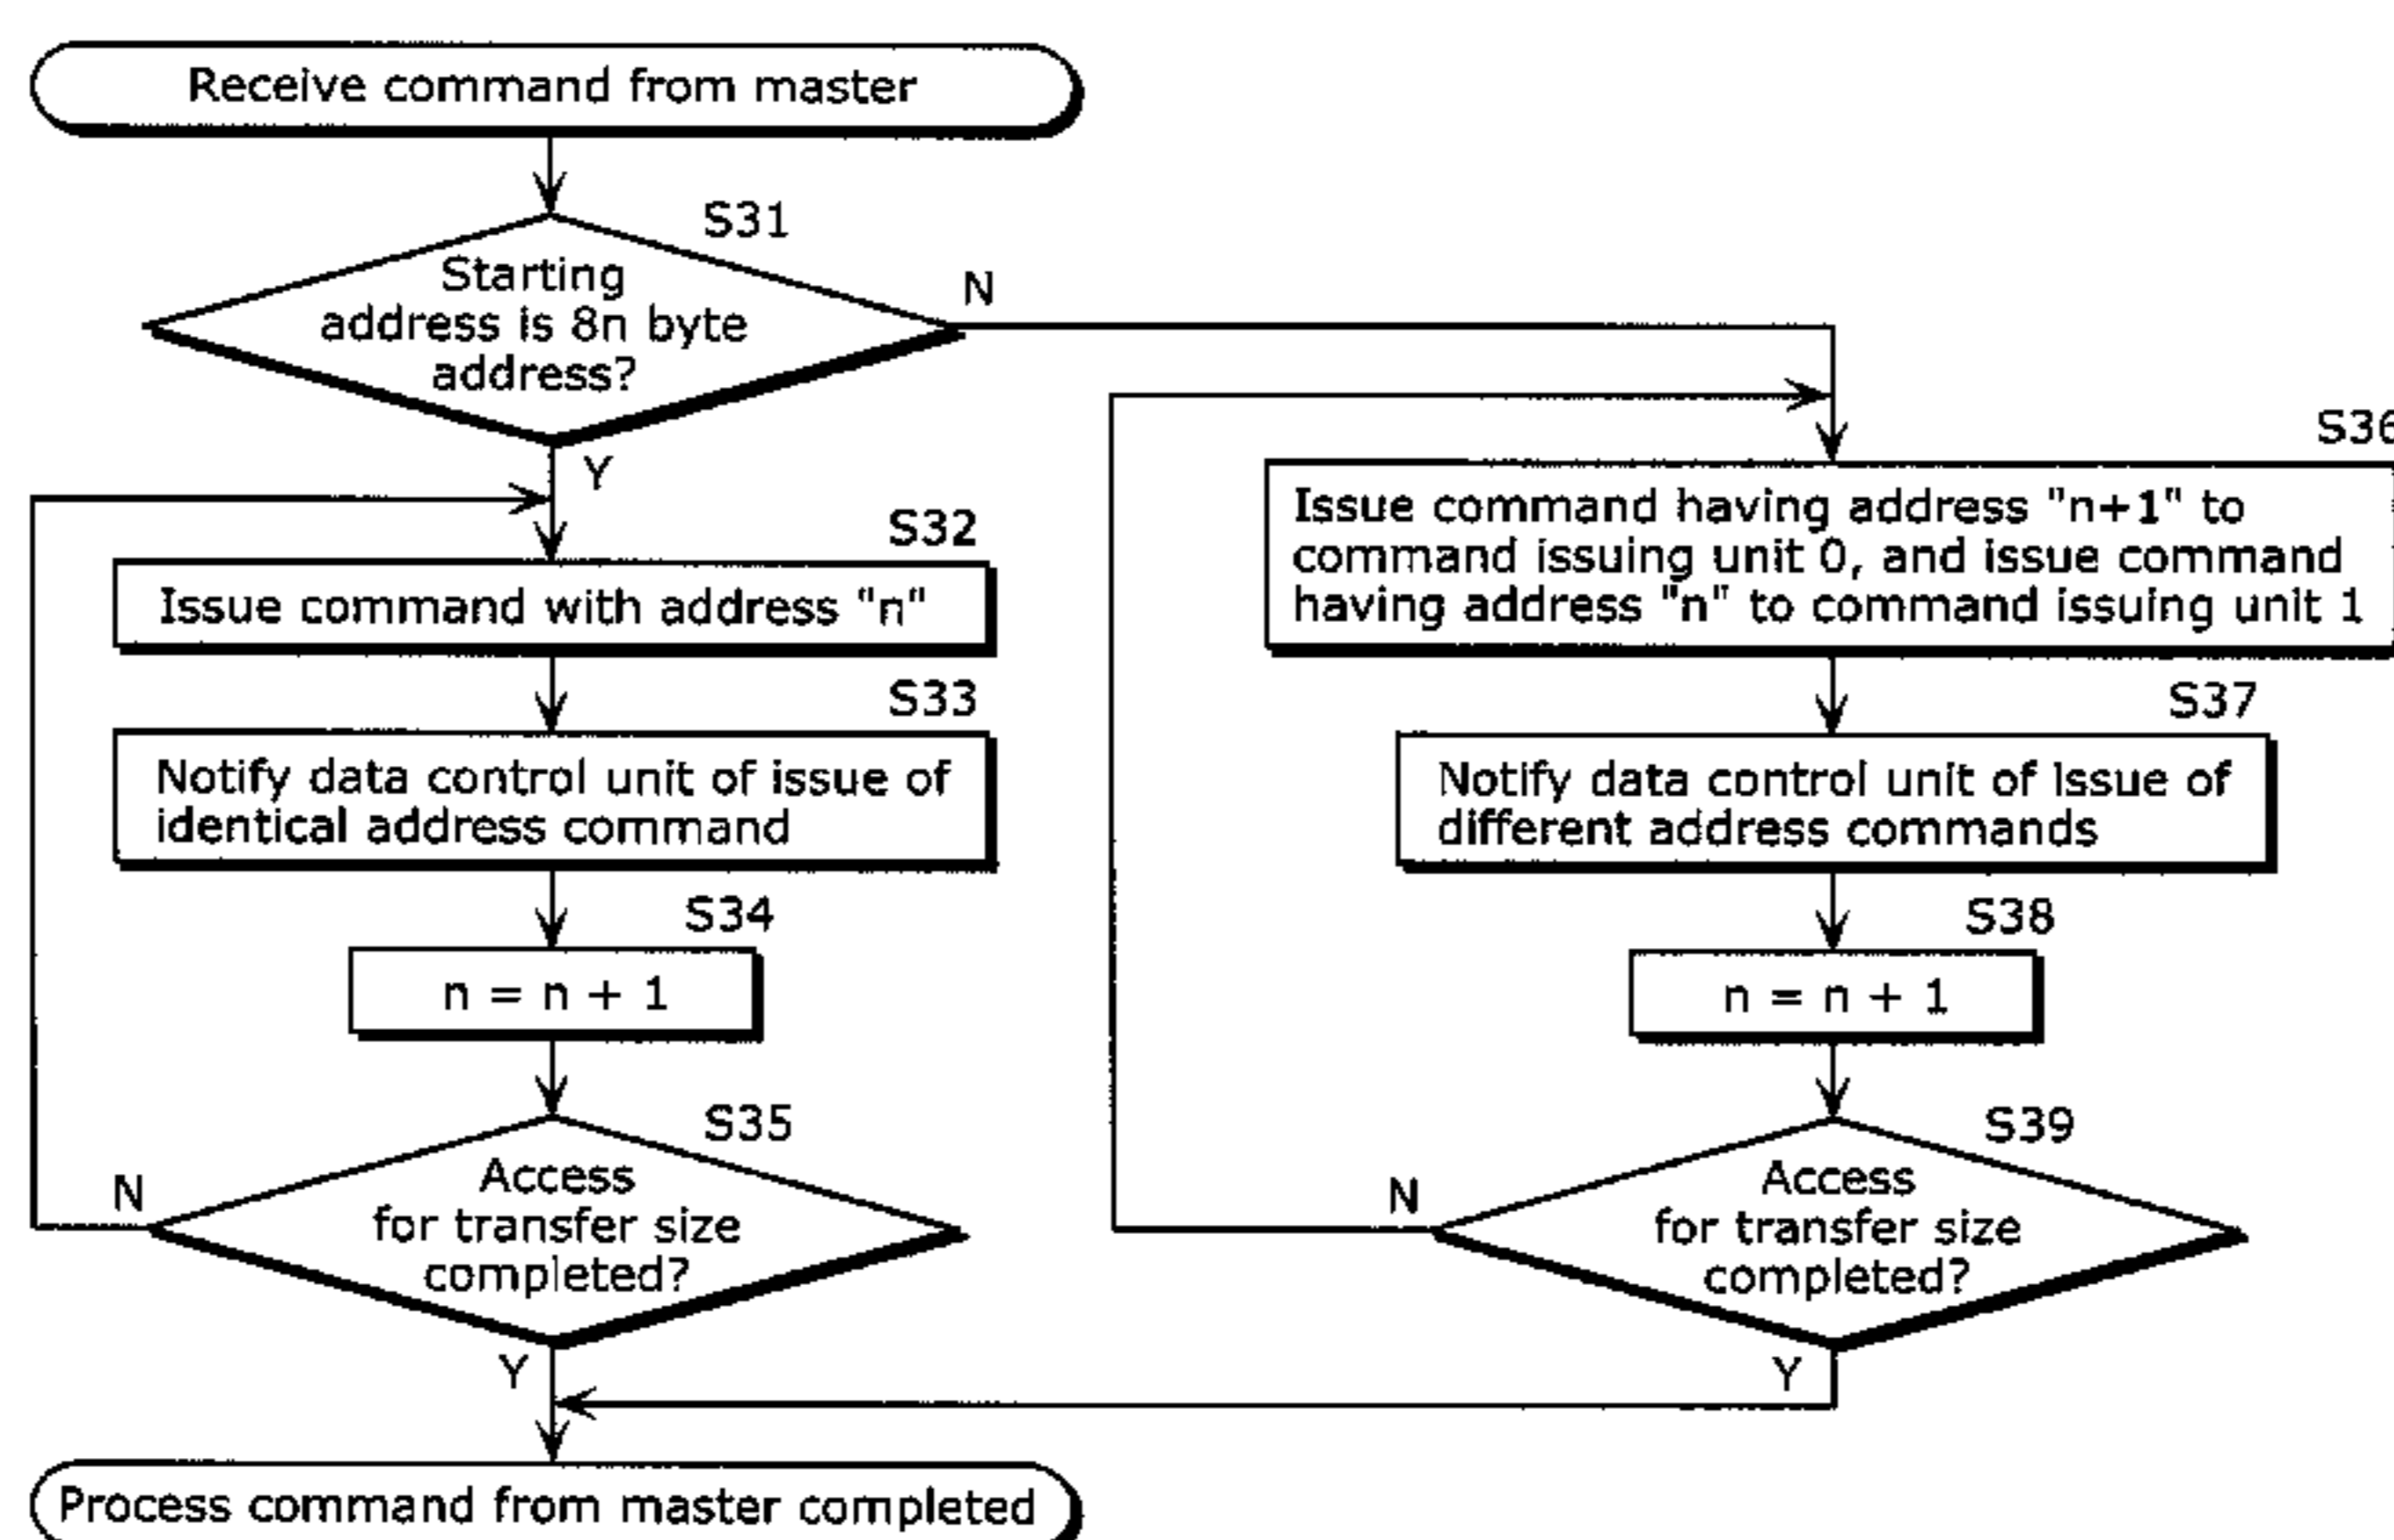 Receive command from master
S31
Starting
address is 8n byte
address?
N
Y
S32
Issue command with address "n"
S33
Notify data control unit of issue of
identical address command
S34
n = n + 1
S35
Access
for transfer size
completed?
N
Y
S36
Issue command having address "n+1" to
command issuing unit 0, and issue command
having address "n" to command issuing unit 1
S37
Notify data control unit of issue of
different address commands
S38
n = n + 1
S39
Access
for transfer size
completed?
N
Y
Process command from master completed